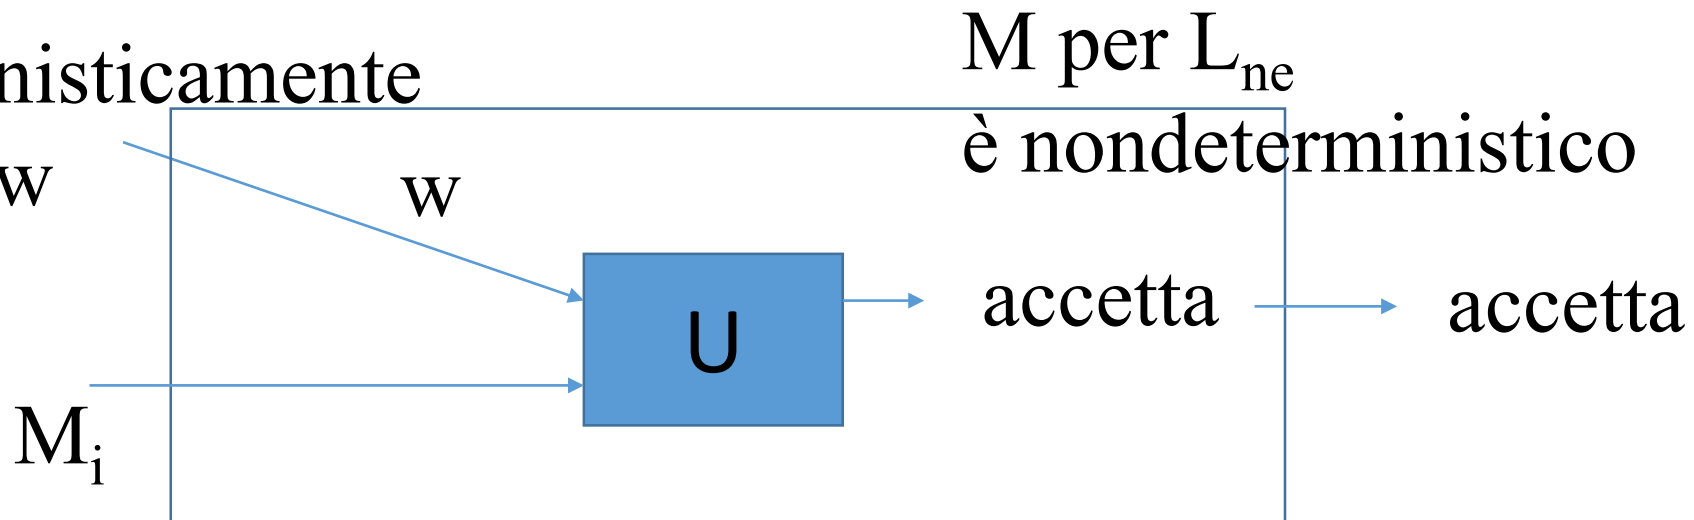 nisticamente
w
w
M per Lne
è nondeterministico
U
accetta
accetta
Mi